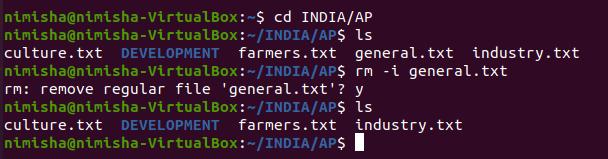 nimisha@nimisha-VirtualBox:~$ cd INDIA/AP
nimisha@nimisha-VirtualBox:~/INDIA/AP$ ls
culture.txt  DEVELOPMENT  farmers.txt  general.txt  industry.txt
nimisha@nimisha-VirtualBox:~/INDIA/AP$ rm -i general.txt
rm: remove regular file 'general.txt'? y
nimisha@nimisha-VirtualBox:~/INDIA/AP$ ls
culture.txt  DEVELOPMENT  farmers.txt  industry.txt
nimisha@nimisha-VirtualBox:~/INDIA/AP$